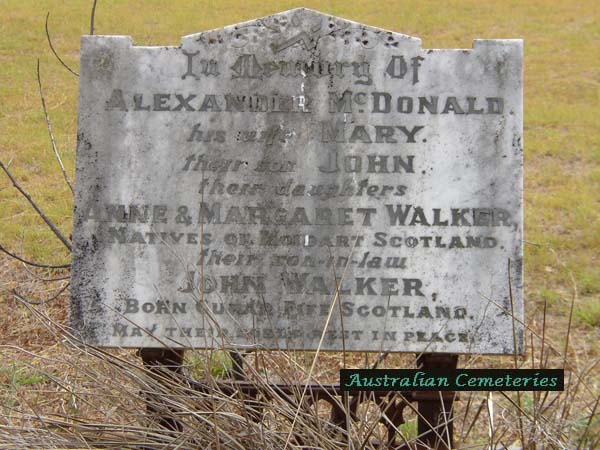 In Memory Of
ALEXANDER McDONALD
his wife MARY.
their son JOHN.
their daughters
ANNE & MARGARET WALKER,
NATIVES OF MOIDART SCOTLAND.
their son-in-law
JOHN WALKER,
BORN CUPAR FIFE SCOTLAND.
MAY THEIR SOULS REST IN PEACE.
Australian Cemeteries